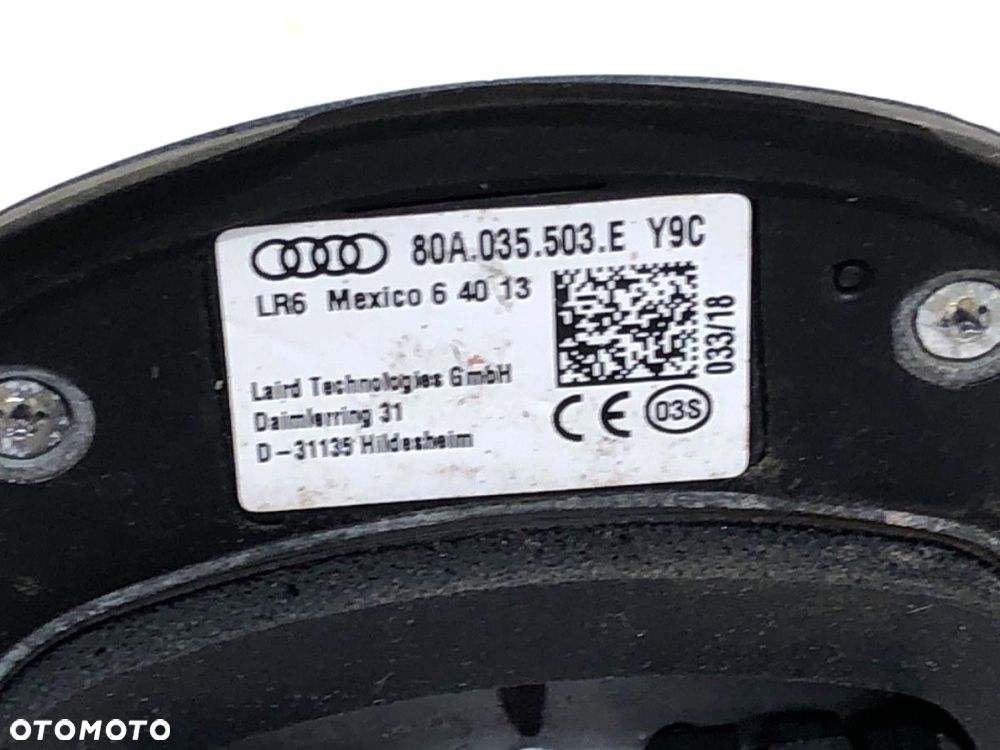 80A.035.503.E Y9C
LR6 Mexico 6 40 13
033/18
Laird Technologies GmbH
Daimlerring 31
D-31135 Hildesheim
CE 03S
OTOMOTO